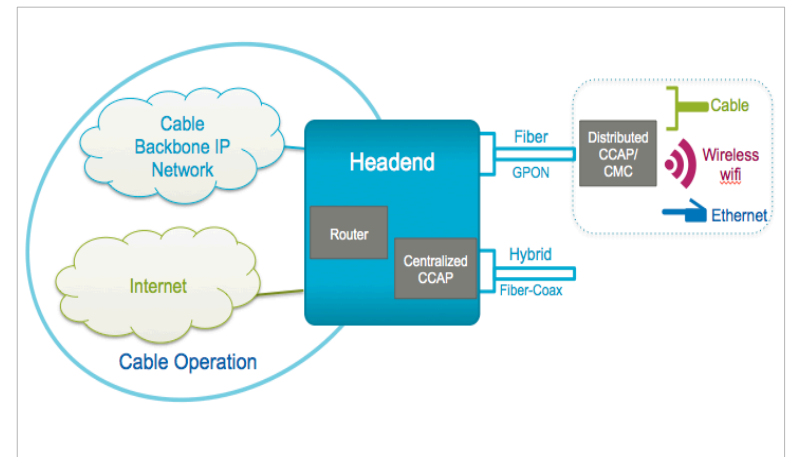 Cable
Backbone IP
Network
Internet
Cable Operation
Headend
Router
Centralized
CCAP
Fiber
GPON
Hybrid
Fiber-Coax
Distributed
CCAP/
CMC
Cable
Wireless
wifi
Ethernet